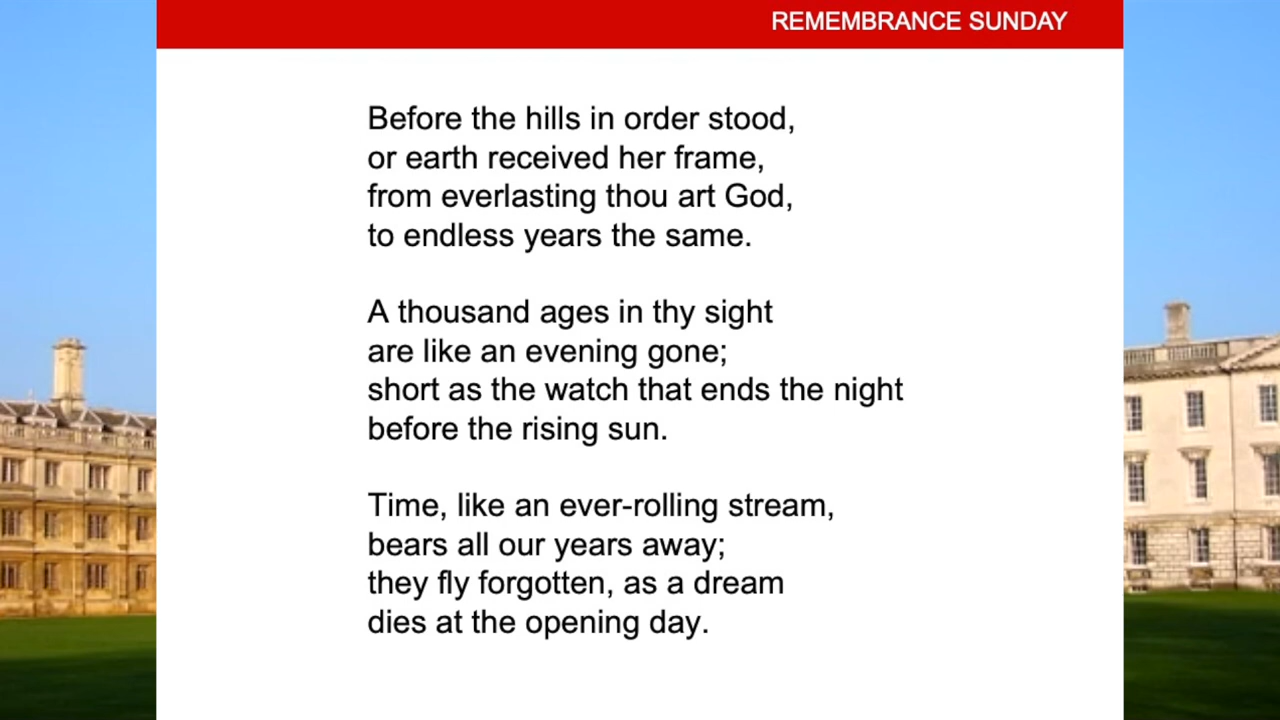 REMEMBRANCE SUNDAY
Before the hills in order stood,
or earth received her frame,
from everlasting thou art God,
to endless years the same.
A thousand ages in thy sight
are like an evening gone;
short as the watch that ends the night
before the rising sun.
Time, like an ever-rolling stream,
bears all our years away;
they fly forgotten, as a dream
dies at the opening day.